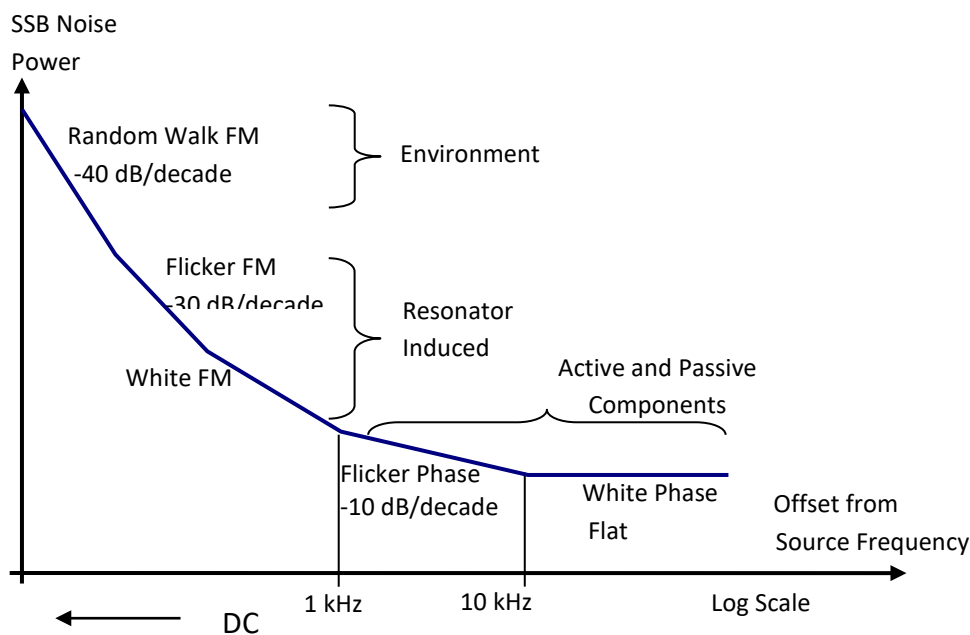 SSB Noise
Power
Random Walk FM
-40 dB/decade
Environment
Flicker FM
-30 dB/decade
Resonator
Induced
White FM
Active and Passive
Components
Flicker Phase
-10 dB/decade
White Phase
Flat
Offset from
Source Frequency
1 kHz
10 kHz
Log Scale
DC